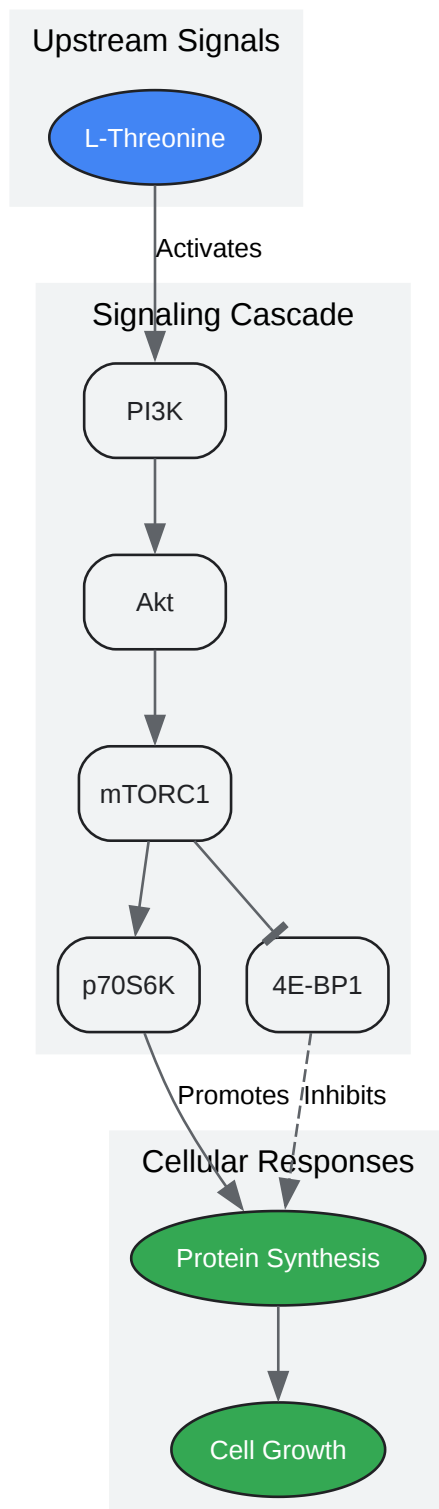 Upstream Signals
L-Threonine
Activates
Signaling Cascade
PI3K
Akt
mTORC1
p70S6K
4E-BP1
Promotes
Inhibits
Cellular Responses
Protein Synthesis
Cell Growth